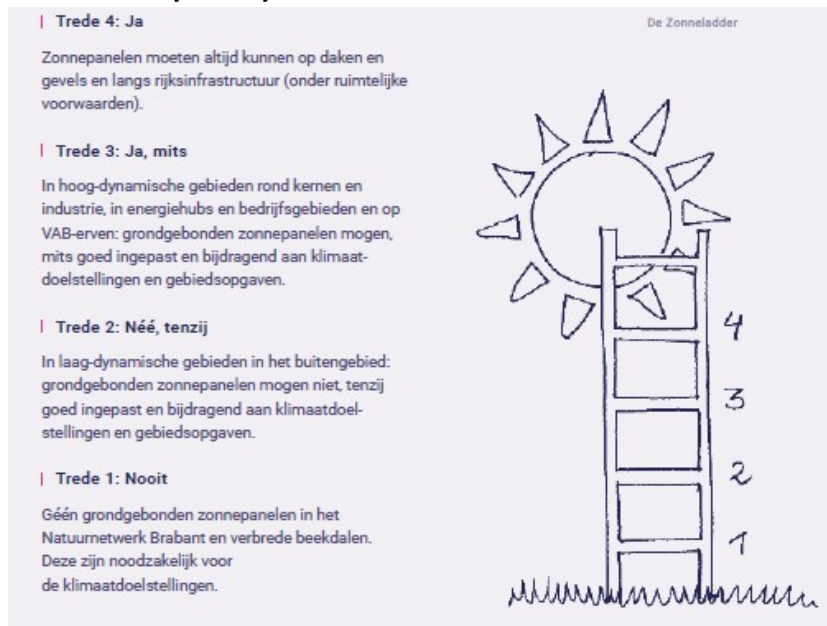 De Zonneladder
Trede 4: Ja
Zonnepanelen moeten altijd kunnen op daken en
gevels en langs rijksinfrastructuur (onder ruimtelijke
voorwaarden).
Trede 3: Ja, mits
In hoog-dynamische gebieden rond kernen en
industrie, in energiehubs en bedrijfsgebieden en op
VAB-erven: grondgebonden zonnepanelen mogen,
mits goed ingepast en bijdragend aan klimaat-
doelstellingen en gebiedsopgaven.
Trede 2: Néé, tenzij
In laag-dynamische gebieden in het buitengebied:
grondgebonden zonnepanelen mogen niet, tenzij
goed ingepast en bijdragend aan klimaatdoel-
stellingen en gebiedsopgaven.
Trede 1: Nooit
Géén grondgebonden zonnepanelen in het
Natuurnetwerk Brabant en verbrede beekdalen.
Deze zijn noodzakelijk voor
de klimaatdoelstellingen.
4
3
2
1